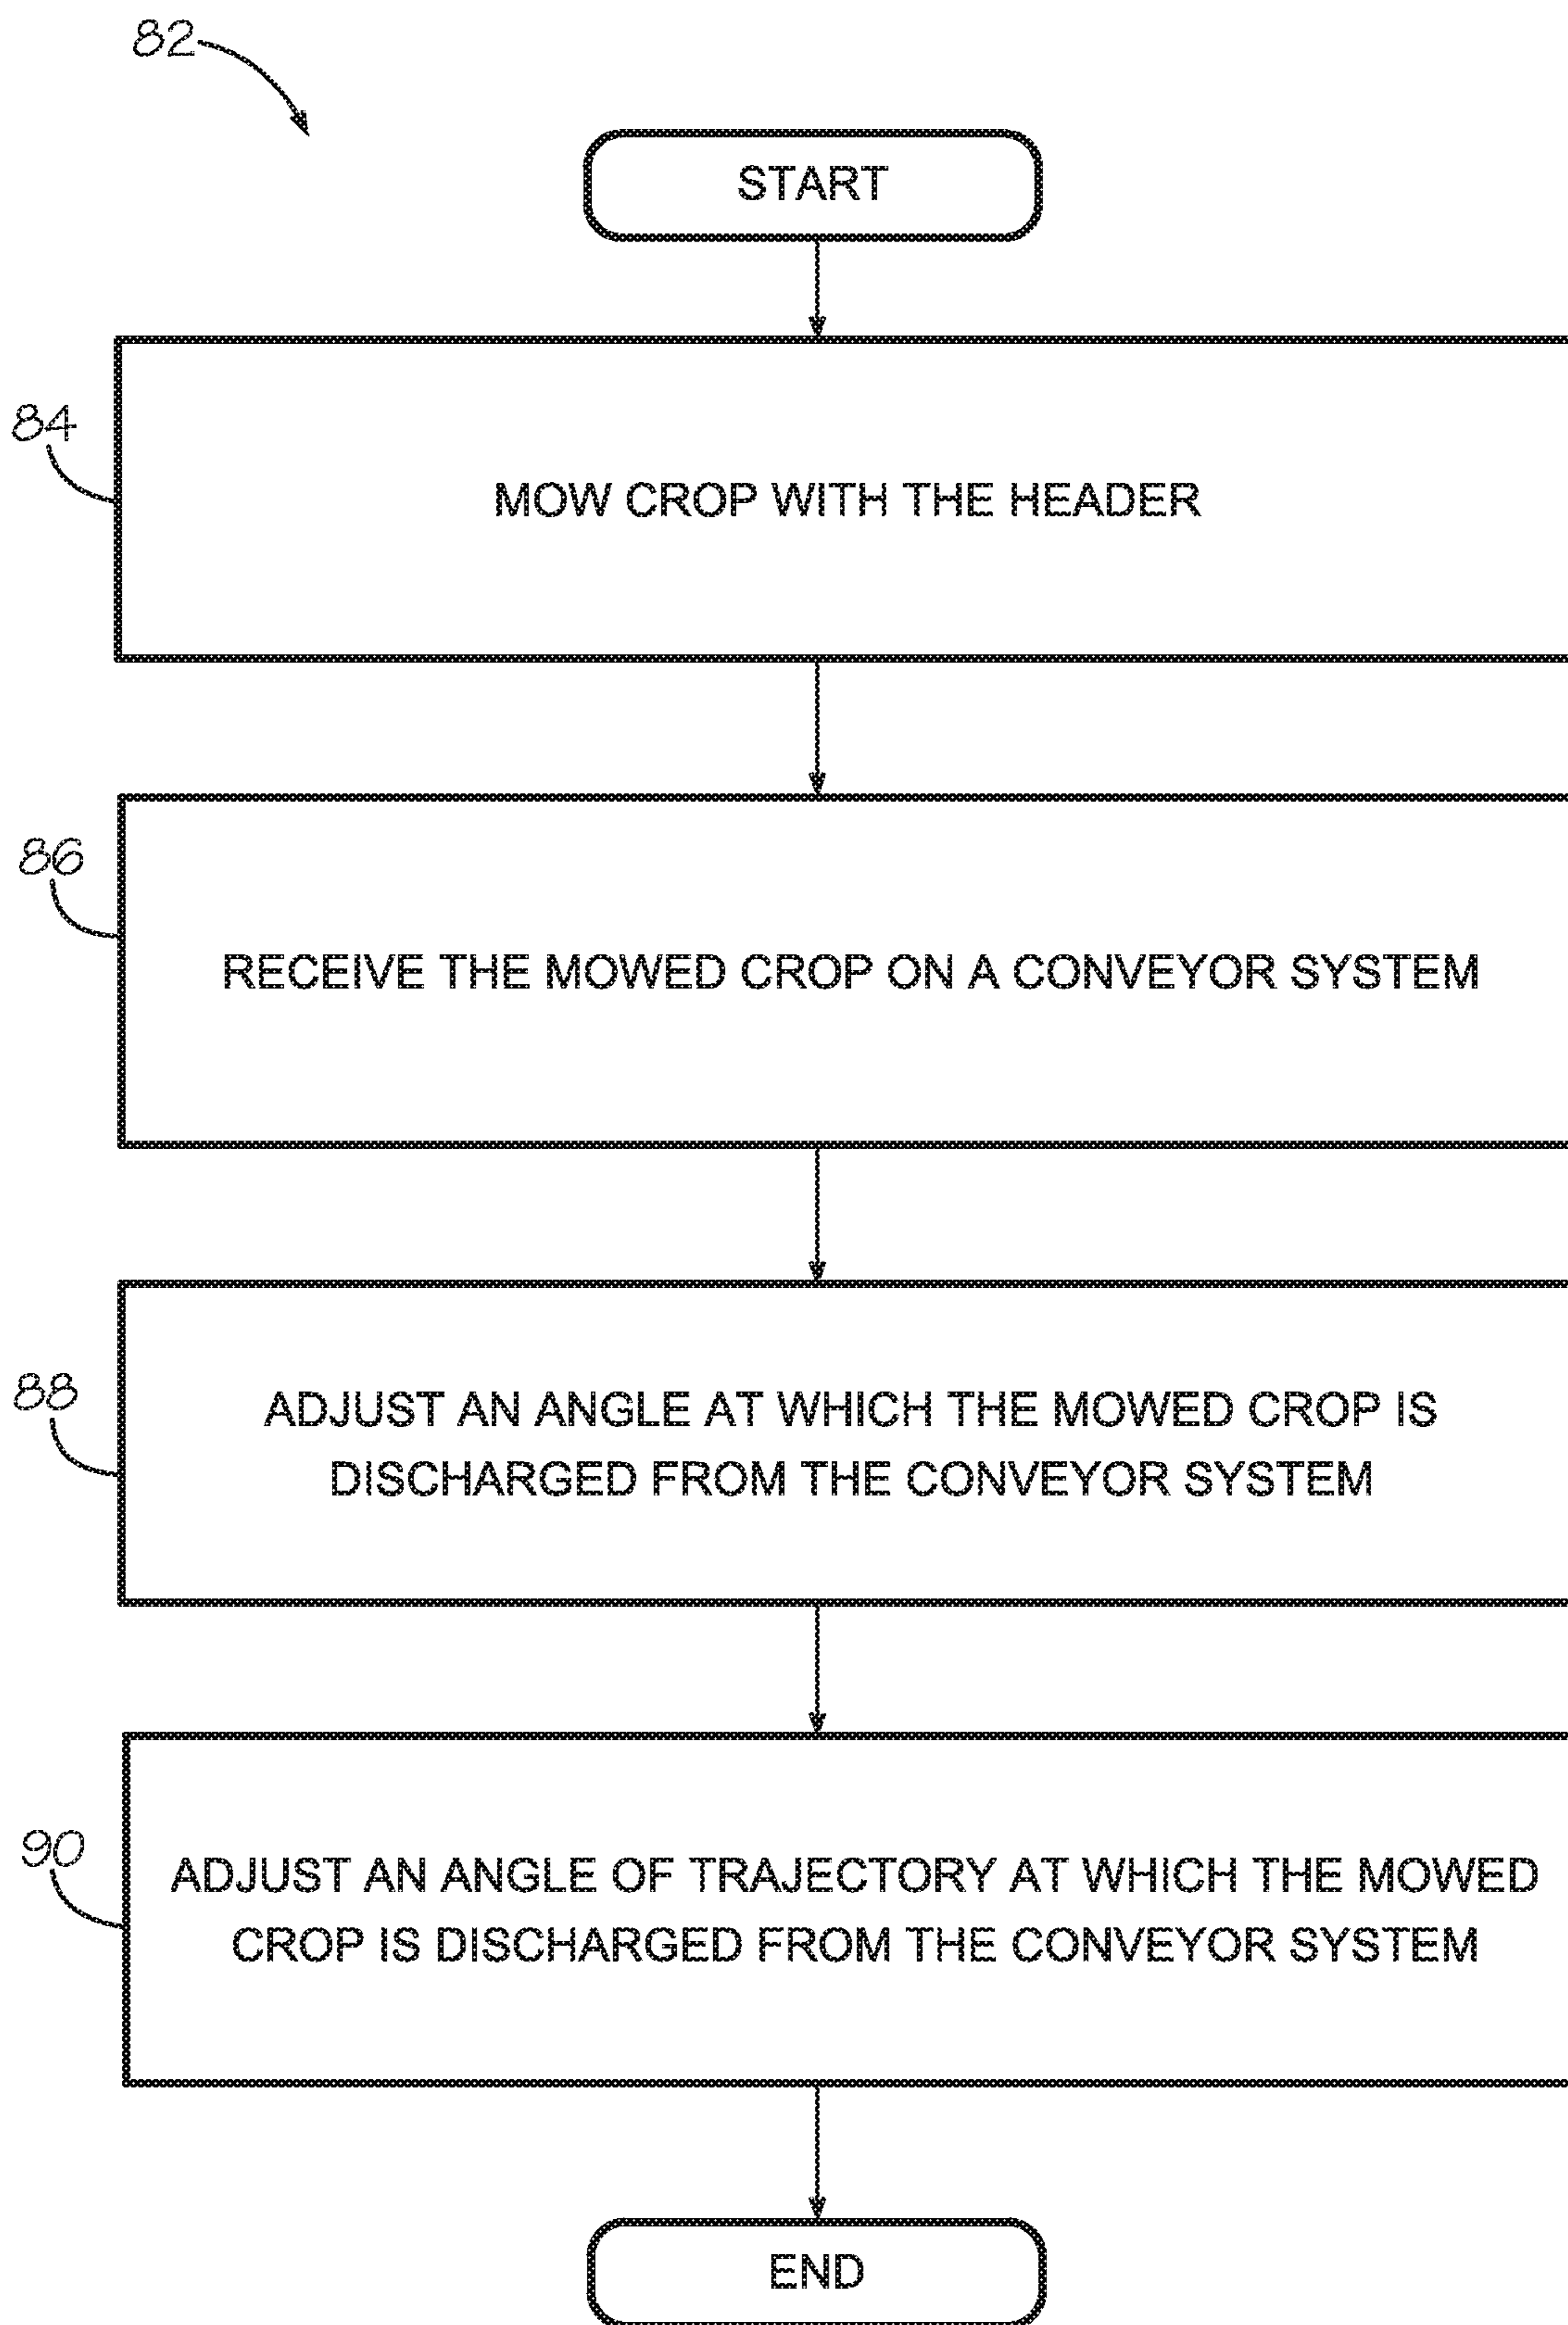 82
START
84
MOW CROP WITH THE HEADER
86
RECEIVE THE MOWED CROP ON A CONVEYOR SYSTEM
88
ADJUST AN ANGLE AT WHICH THE MOWED CROP IS
DISCHARGED FROM THE CONVEYOR SYSTEM
90
ADJUST AN ANGLE OF TRAJECTORY AT WHICH THE MOWED
CROP IS DISCHARGED FROM THE CONVEYOR SYSTEM
END